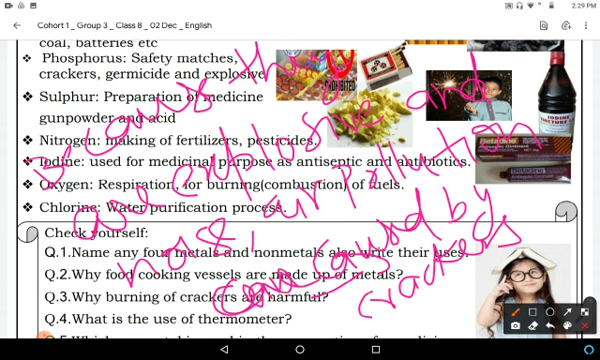 2:29 PM
Cohort 1 _ Group 3 _ Class 8 _ 02 Dec _ English
coal, batteries etc
❖ Phosphorus: Safety matches,
crackers, germicide and explosive
❖ Sulphur: Preparation of medicine
gunpowder and acid
❖ Nitrogen: making of fertilizers, pesticides.
❖ Iodine: used for medicinal purpose as antiseptic and antibiotics.
❖ Oxygen: Respiration, for burning(combustion) of fuels.
❖ Chlorine: Water purification process.
PROHIBITED
IODINE
TINCTURE
Betadine
Because they
are explosive and
nois, air pollution
caused by
crackers
Check yourself:
Q.1.Name any four metals and nonmetals also write their uses.
Q.2.Why food cooking vessels are made up of metals?
Q.3.Why burning of crackers are harmful?
Q.4.What is the use of thermometer?